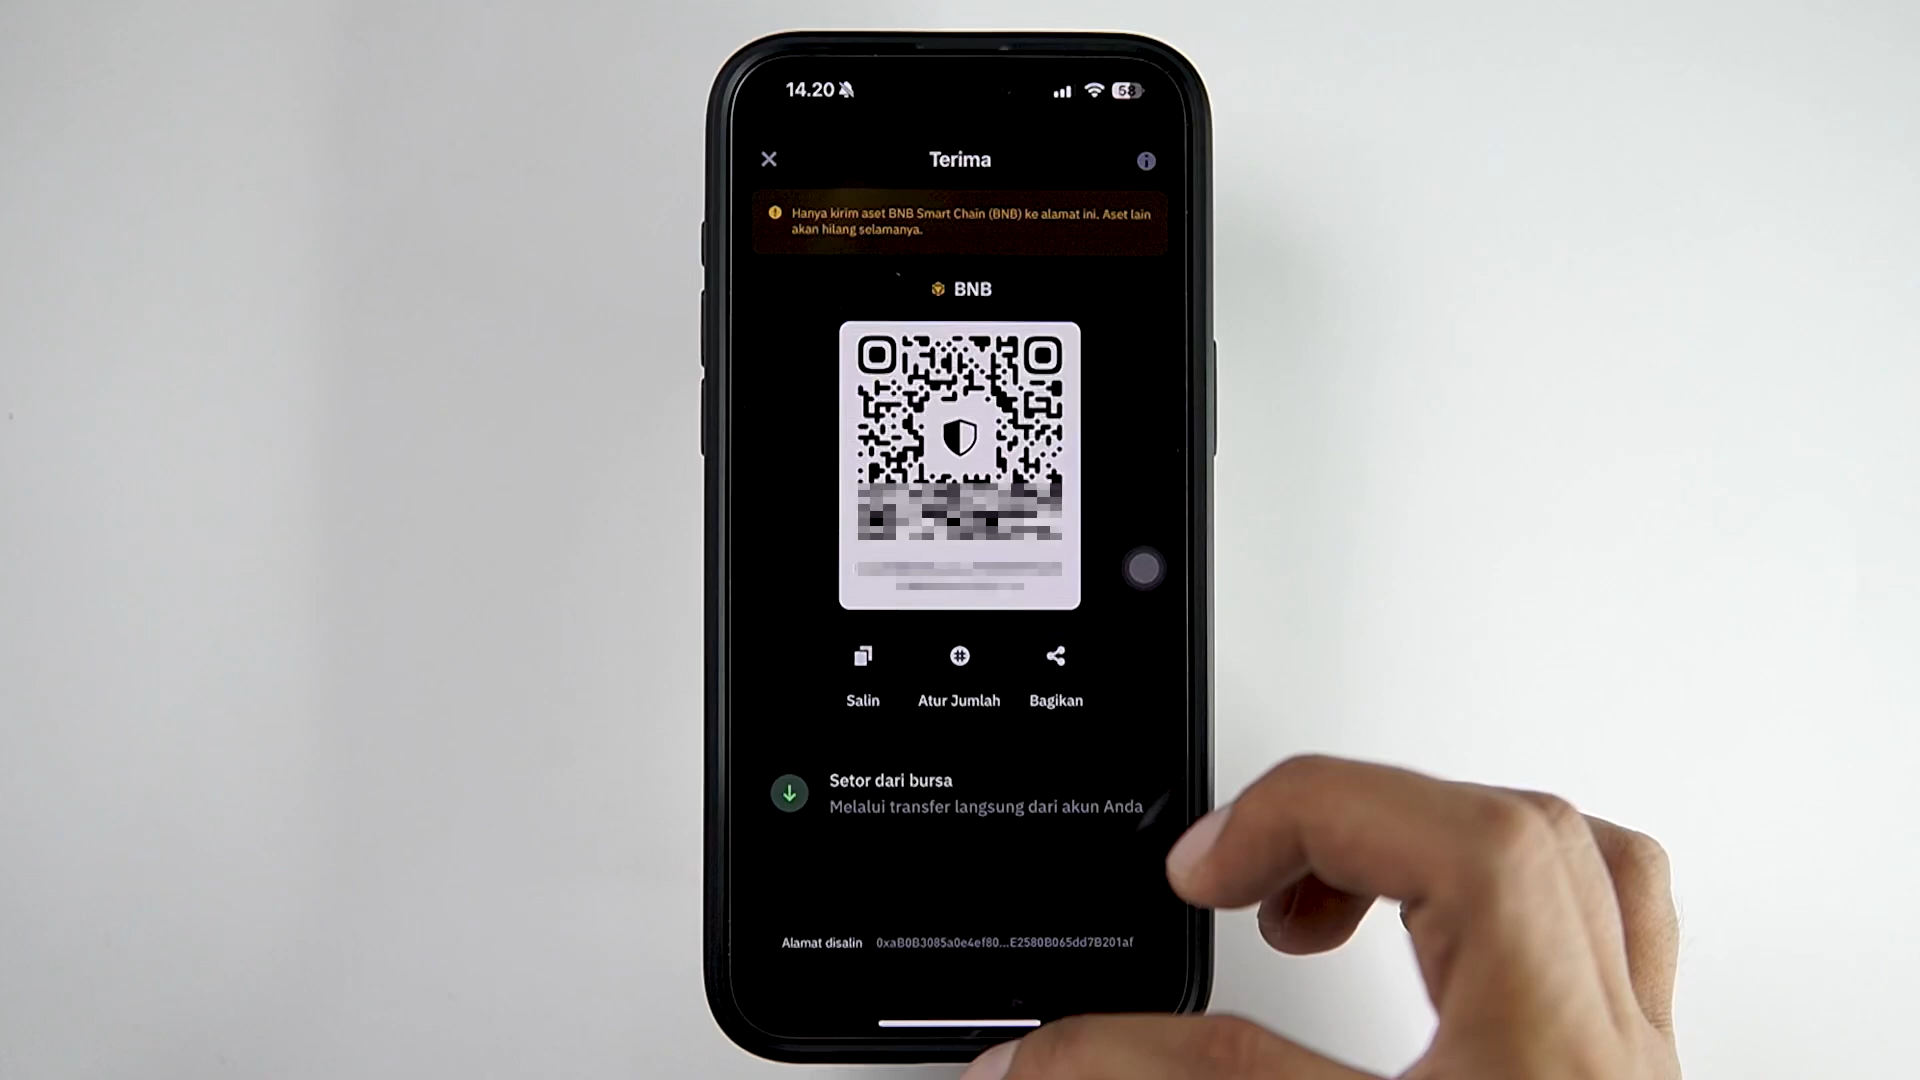 14.20
58
Terima
Hanya kirim aset BNB Smart Chain (BNB) ke alamat ini. Aset lain
akan hilang selamanya.
BNB
Salin
Atur Jumlah
Bagikan
Setor dari bursa
Melalui transfer langsung dari akun Anda
Alamat disalin 0xaB0B3085a0e4ef80...E2580B065dd7B201af